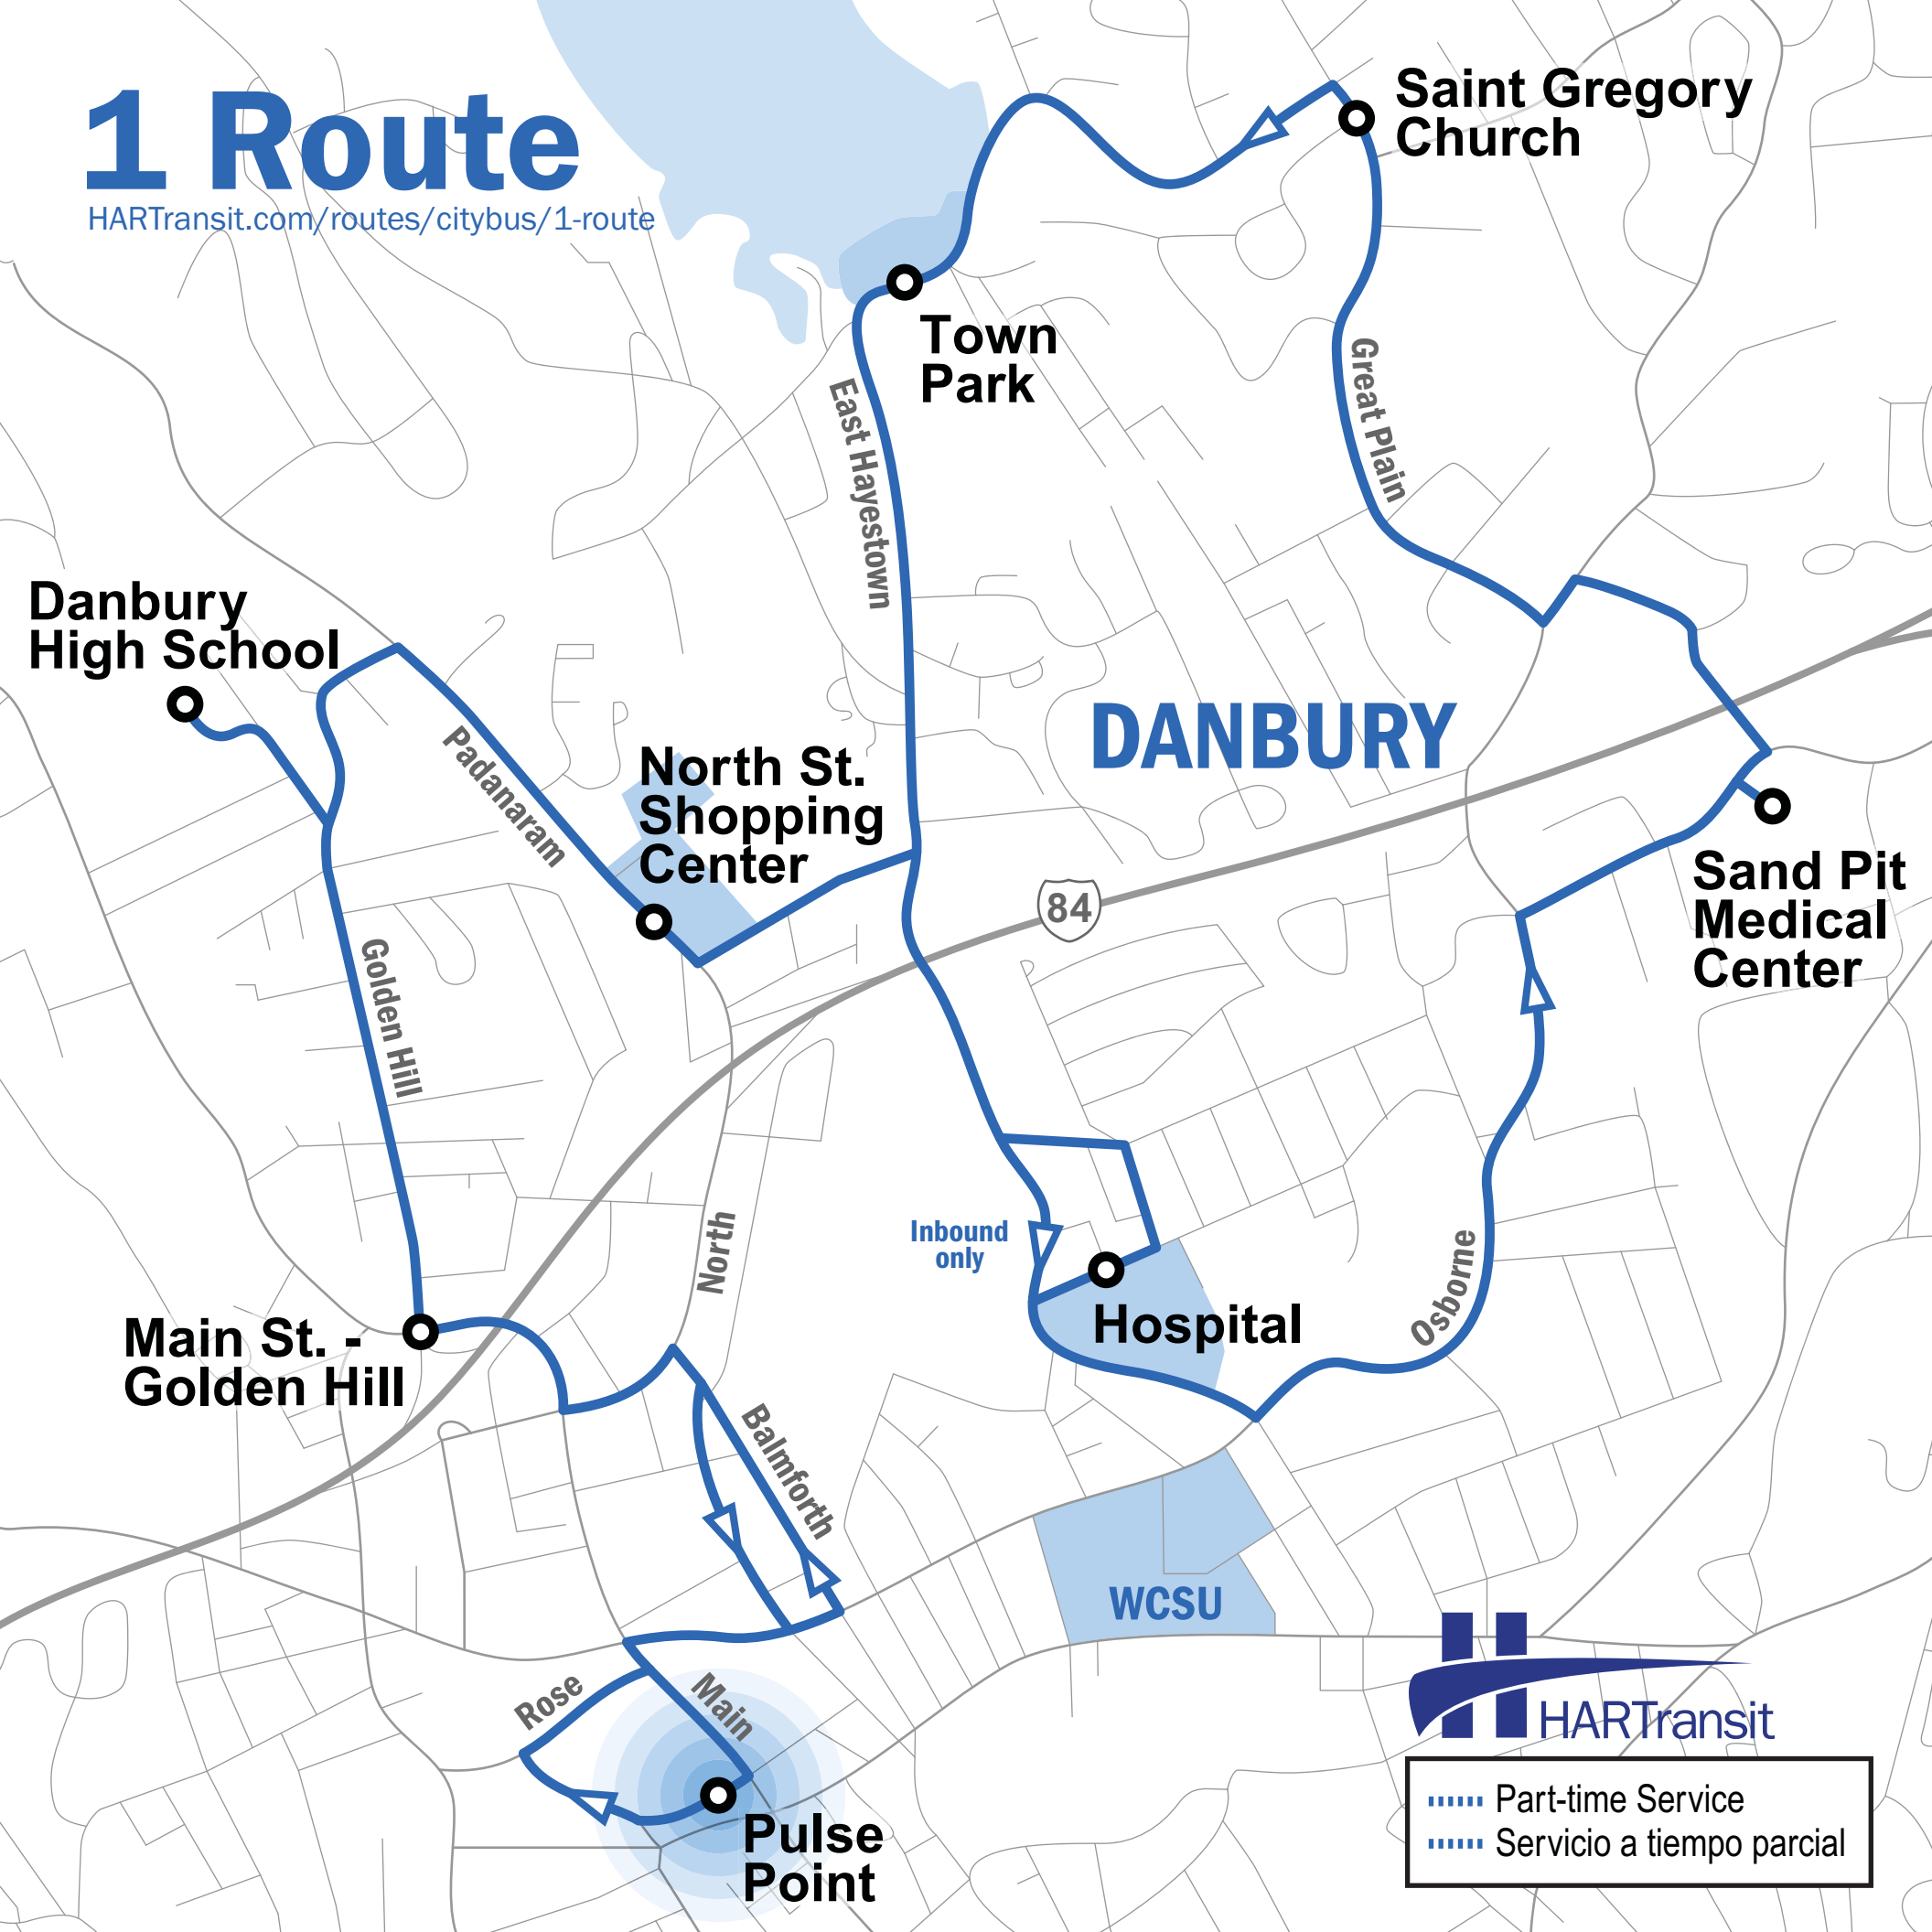 1 Route
HARTransit.com/routes/citybus/1-route
Saint Gregory
Church
Town
Park
Great Plain
East Hayestown
Danbury
High School
Padanaram
DANBURY
North St.
Shopping
Center
84
Sand Pit
Medical
Center
Golden Hill
North
Inbound
only
Osborne
Hospital
Main St. -
Golden Hill
Balmforth
WCSU
Rose
Main
HARTransit
Pulse
Point
Part-time Service
Servicio a tiempo parcial